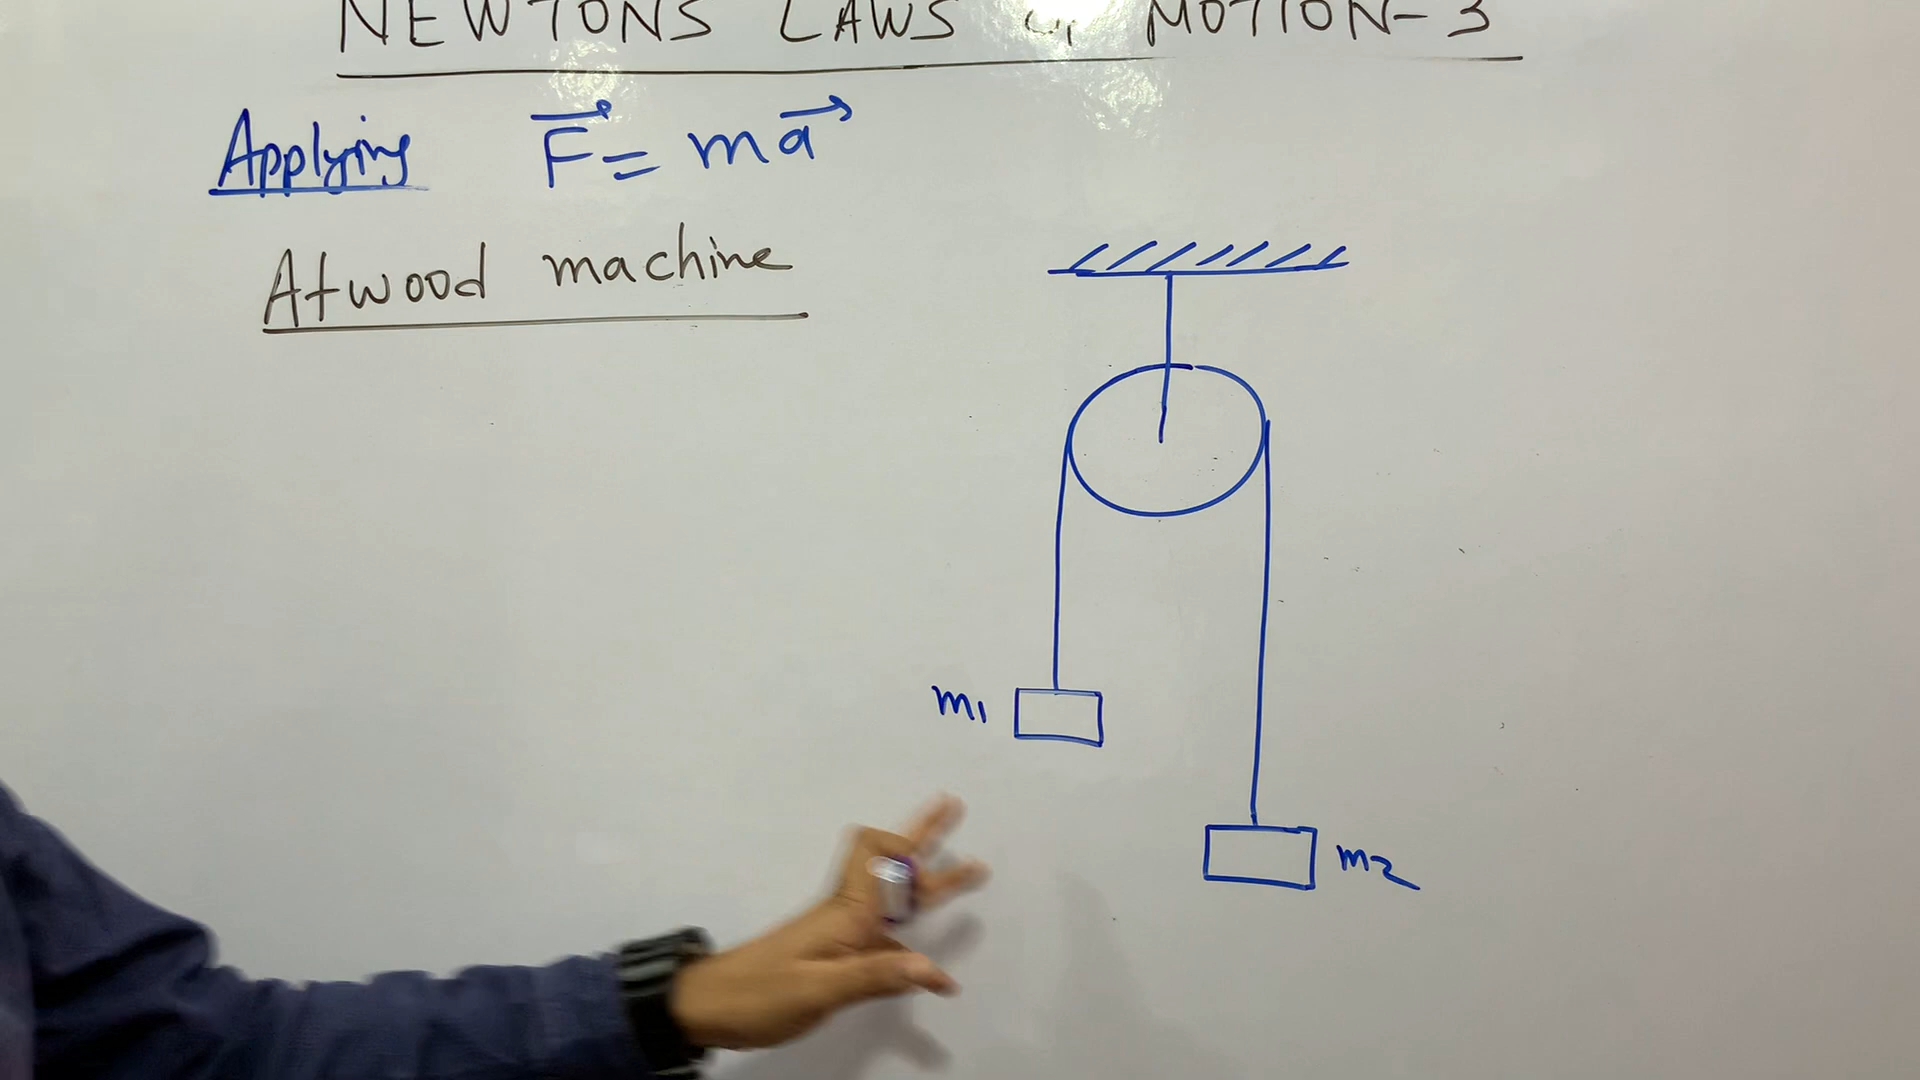 NEWTONS LAWS MOTION-3
Applying F = ma
Atwood machine
m1
m2